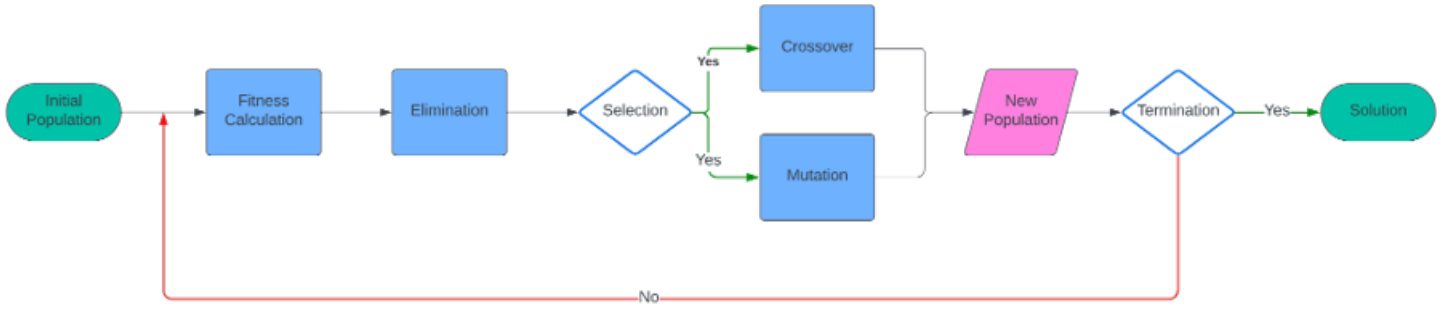 Initial
Population
Fitness
Calculation
Elimination
Selection
Yes
Yes
Crossover
Mutation
New
Population
Termination
Yes
Solution
No